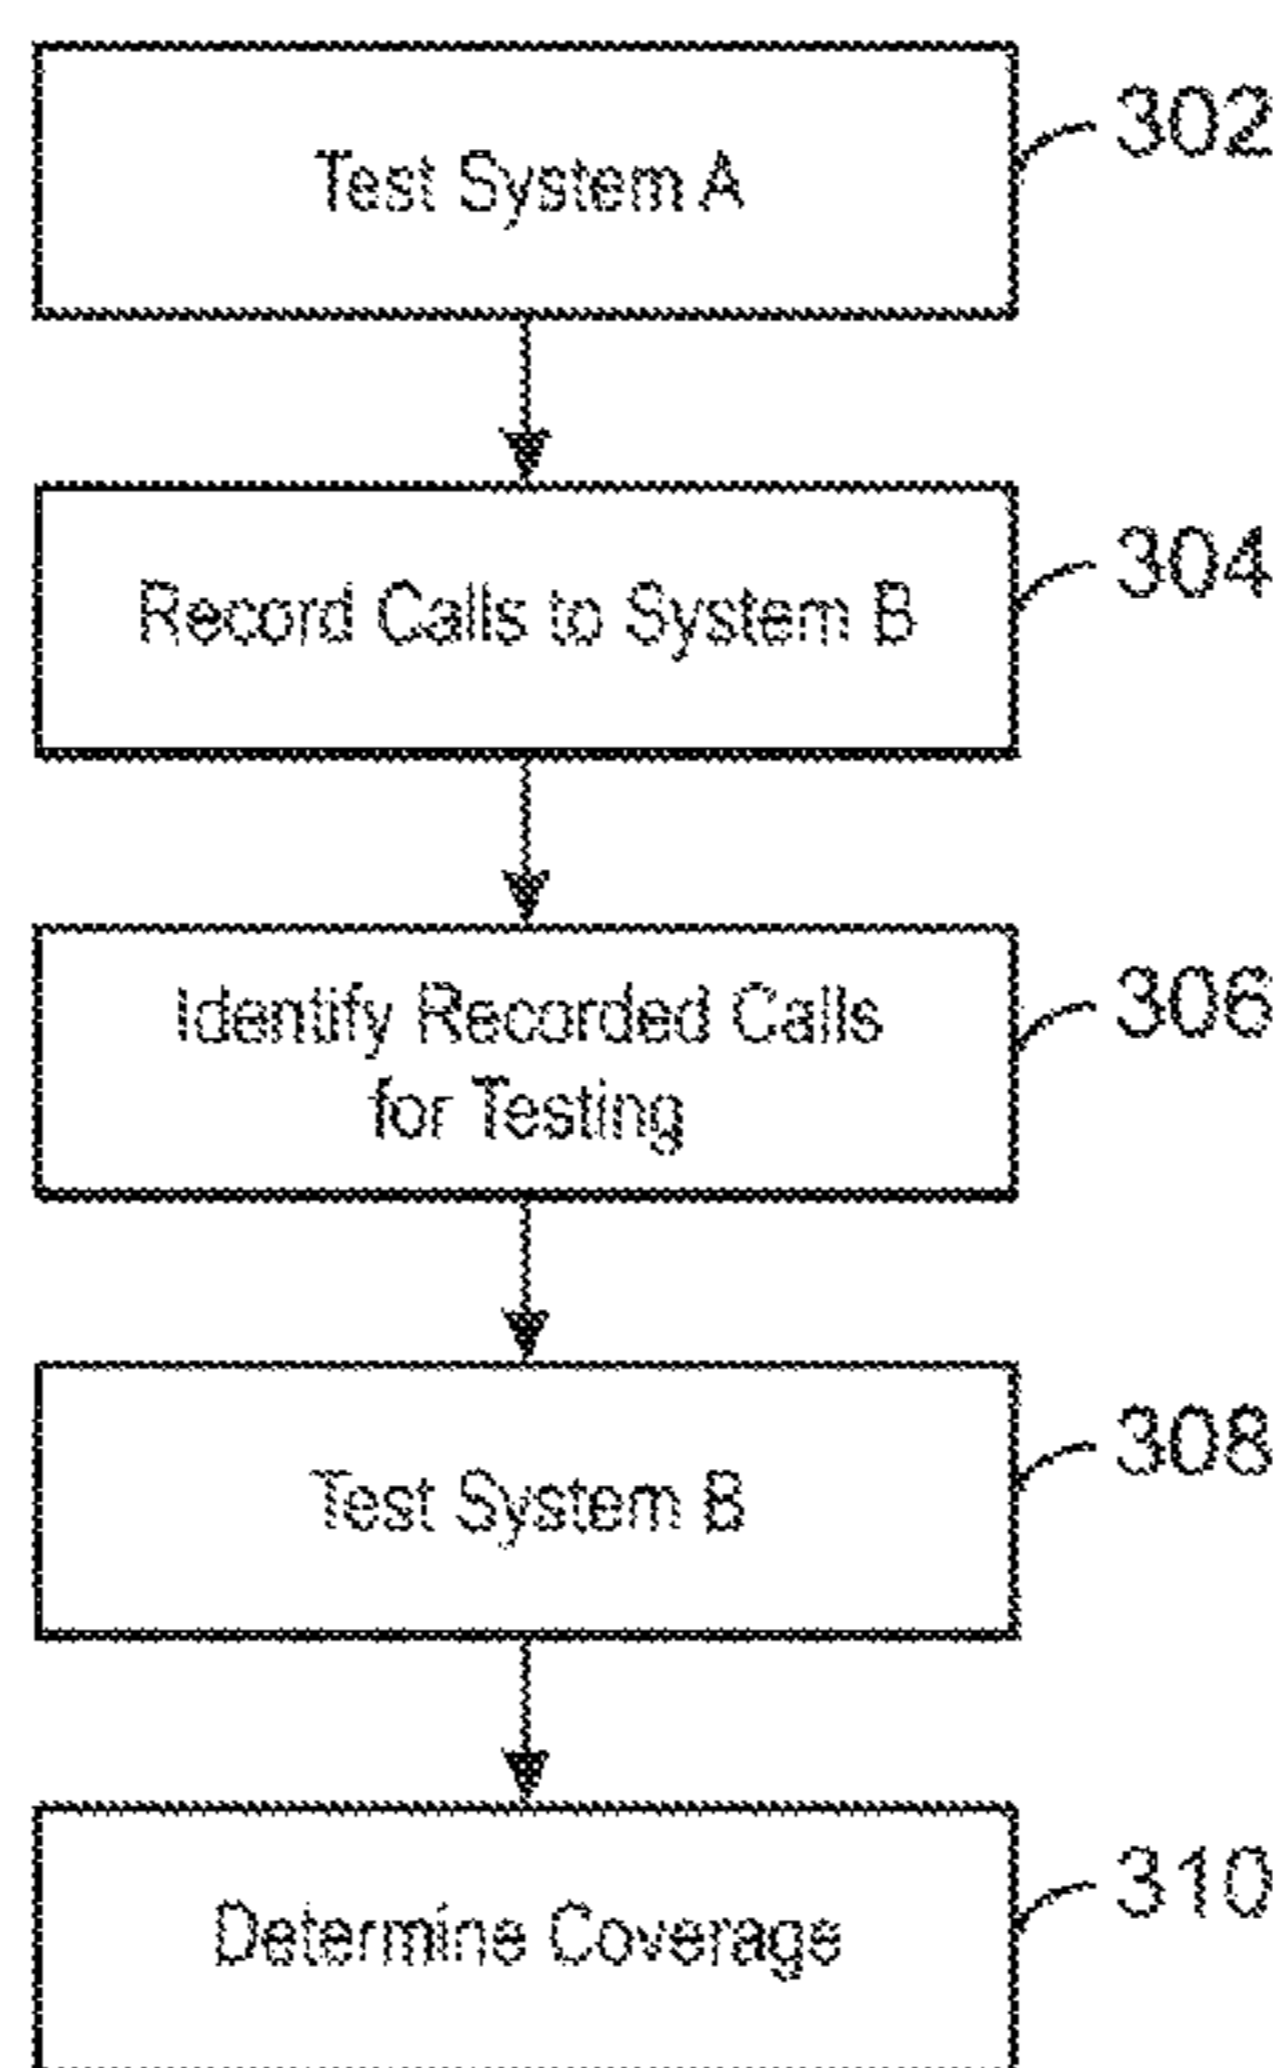 Test System A
302
Record Calls to System B
304
Identify Recorded Calls
for Testing
306
Test System B
308
Determine Coverage
310